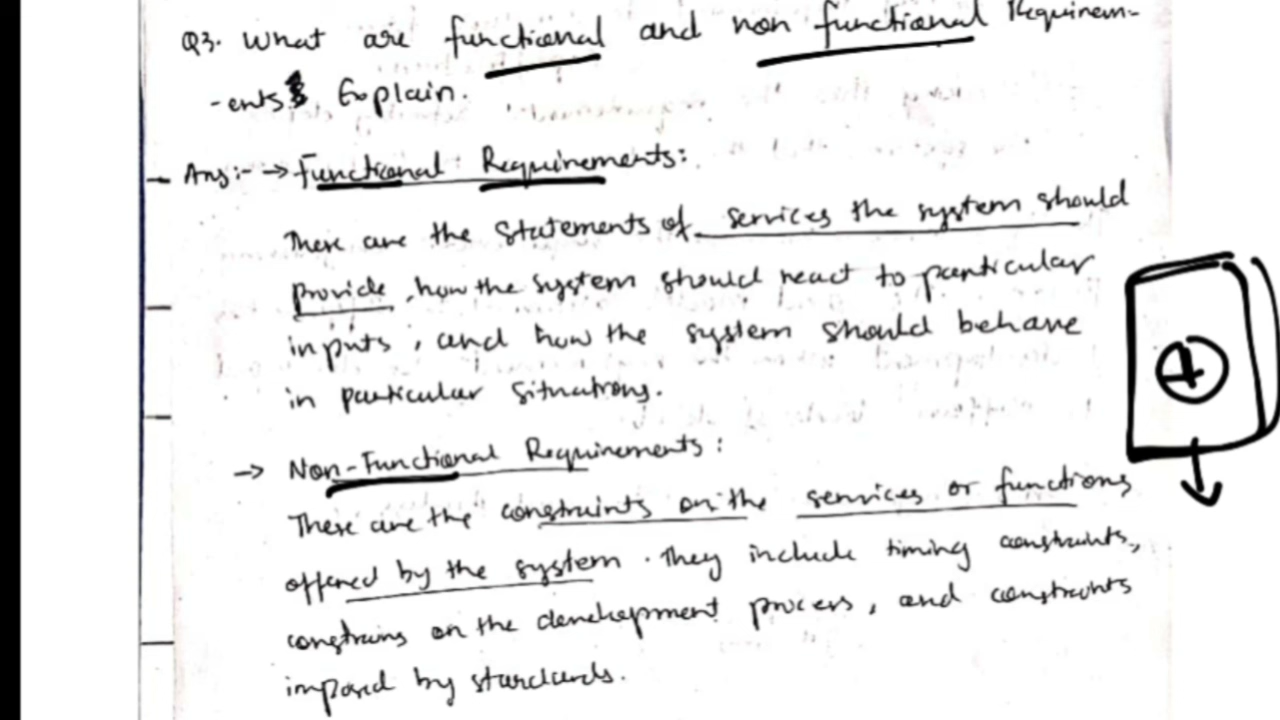 Q3. What are functional and non functional Requirem-
-ents. Explain.
Ans:- → Functional Requirements:
There are the statements of services the system should
provide, how the system should react to particular
inputs, and how the system should behave
in particular situations.
→ Non-Functional Requirements:
There are the constraints on the services or functions
offered by the system. They include timing constraints,
constrains on the development process, and constraints
imposed by standards.